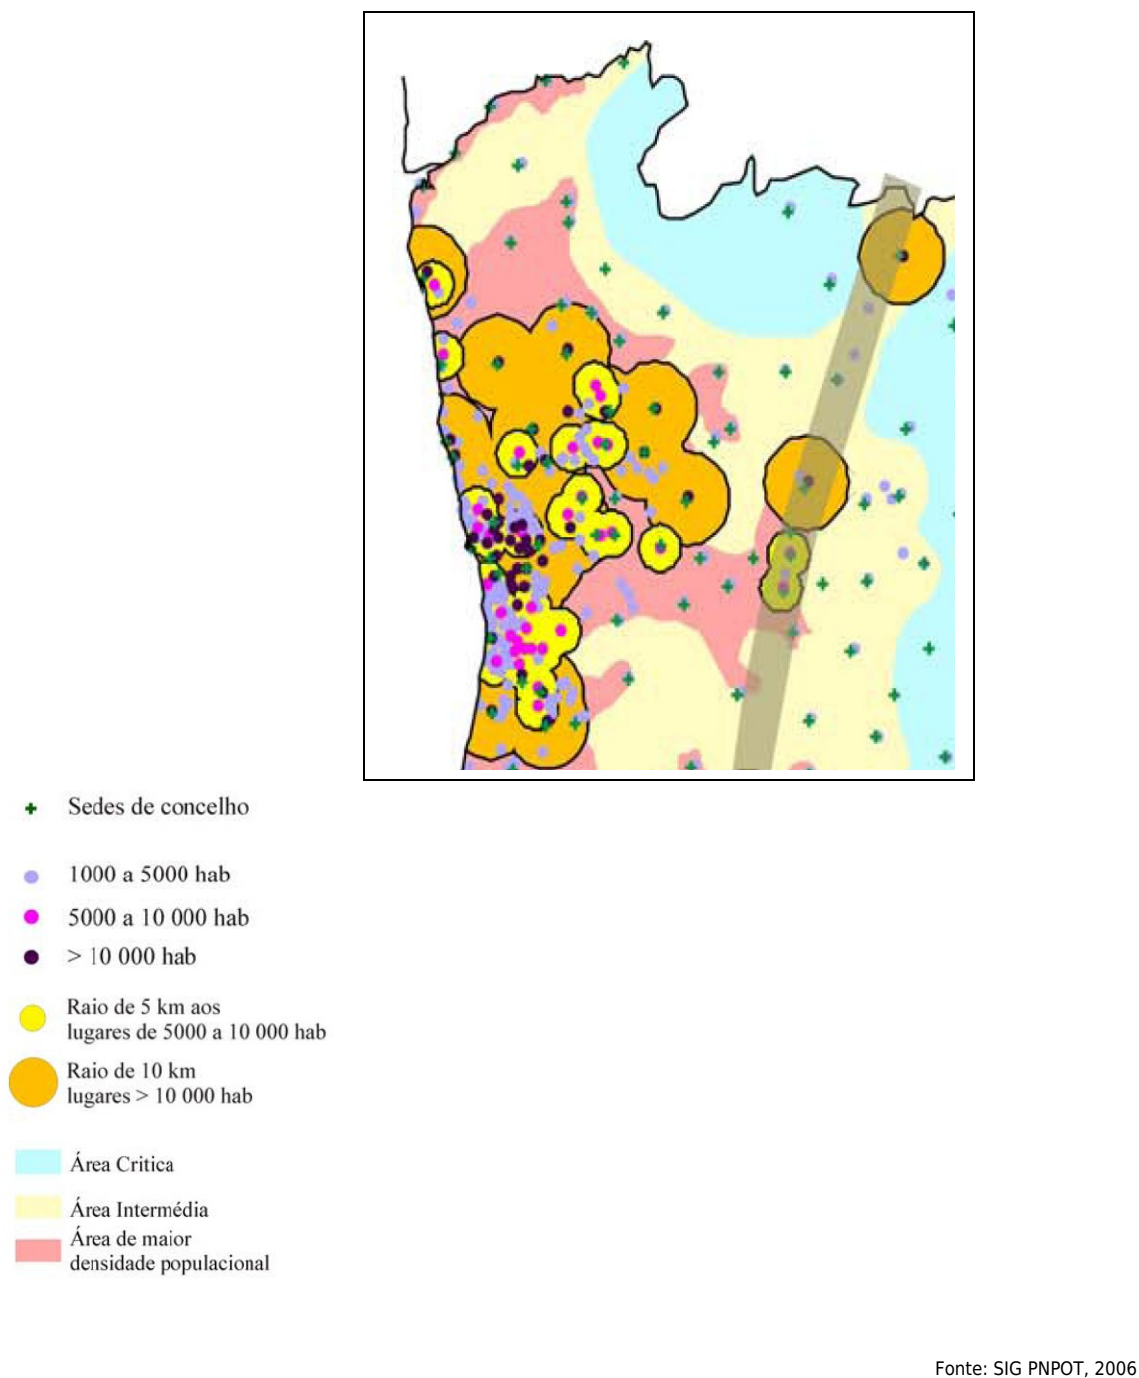 Sedes de concelho
1000 a 5000 hab
5000 a 10 000 hab
> 10 000 hab
Raio de 5 km aos
lugares de 5000 a 10 000 hab
Raio de 10 km
lugares > 10 000 hab
Área Critica
Área Intermédia
Área de maior
densidade populacional
Fonte: SIG PNPOT, 2006